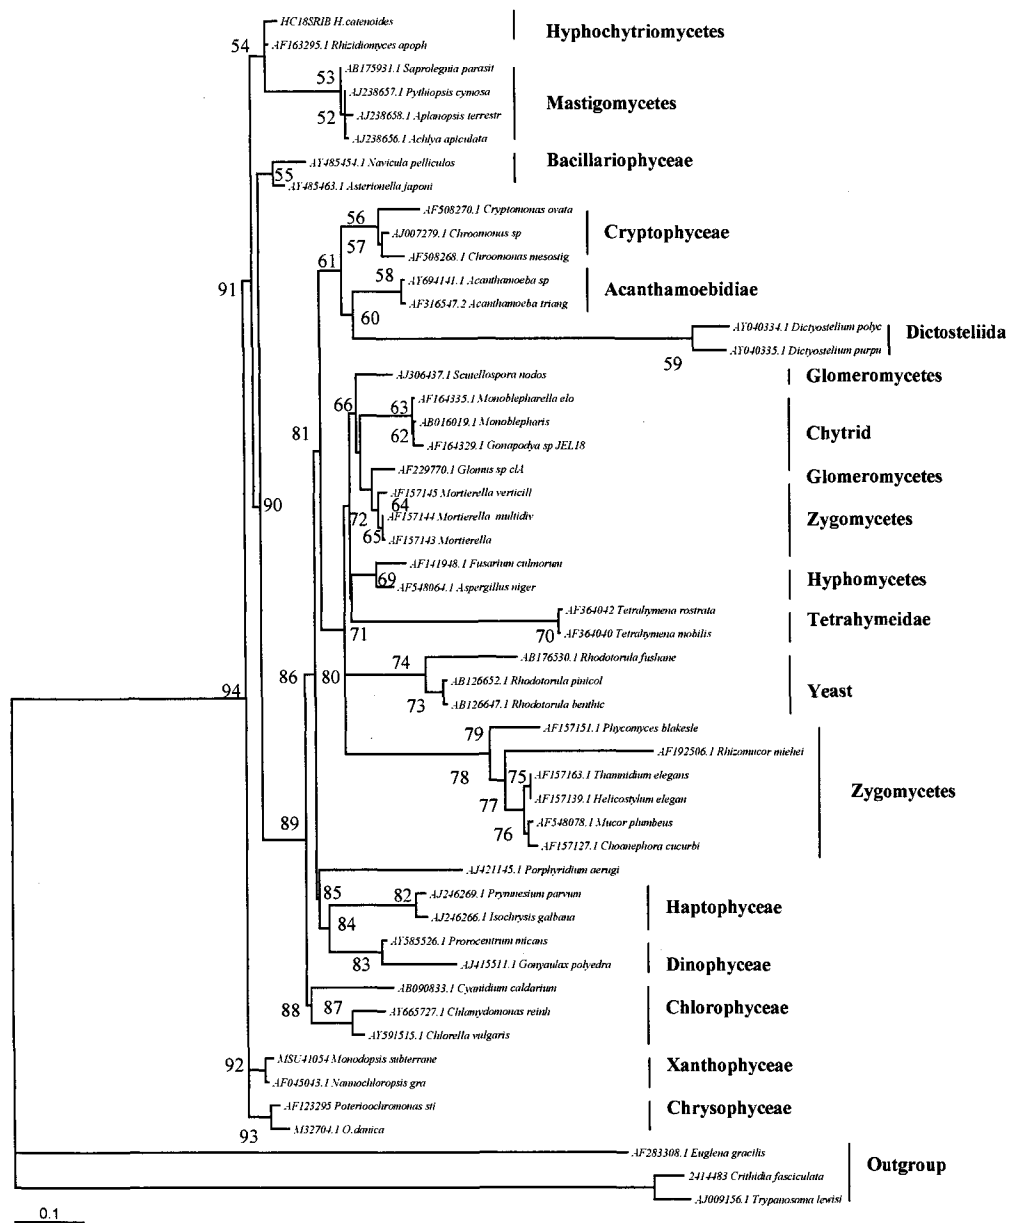 HC18SRIB H.catenoides
54
Hyphochytriomycetes
AF163295.1 Rhizidiomyces apoph
AB175931.1 Saprolegnia parasit
53
AJ238657.1 Pythiopsis cymosa
Mastigomycetes
52
AJ238658.1 Aplanopsis terrestr
AJ238656.1 Achlya apiculata
AY485454.1 Navicula pelliculos
Bacillariophyceae
55
AY485463.1 Asterionella japoni
AF508270.1 Cryptomonas ovata
56
AJ007279.1 Chroomonas sp
Cryptophyceae
57
AF508268.1 Chroomonas mesostig
61
58
AY694141.1 Acanthamoeba sp
91
Acanthamoebidiae
AF316547.2 Acanthamoeba triang
60
AY040334.1 Dictyostelium polyc
Dictosteliida
AY040335.1 Dictyostelium purpu
59
AJ306437.1 Scutellospora nodos
Glomeromycetes
AF164335.1 Monoblepharella elo
66
63
AB016019.1 Monoblepharis
81
62
Chytrid
AF164329.1 Gonapodya sp JEL18
AF229770.1 Glomus sp clA
Glomeromycetes
AF157145 Mortierella verticill
64
90
72
AF157144 Mortierella multidiv
Zygomycetes
65
AF157143 Mortierella
AF141948.1 Fusarium culmorum
69
Hyphomycetes
AF548064.1 Aspergillus niger
AF364042 Tetrahymena rostrata
Tetrahymeidae
71
70
AF364040 Tetrahymena mobilis
AB176530.1 Rhodotorula fushane
74
86
80
AB126652.1 Rhodotorula pinicol
94
Yeast
73
AB126647.1 Rhodotorula benthic
AF157151.1 Phycomyces blakesle
79
AF192506.1 Rhizomucor miehei
78
75
AF157163.1 Thamnidium elegans
Zygomycetes
77
AF157139.1 Helicostylum elegan
89
AF548078.1 Mucor plumbeus
76
AF157127.1 Choanephora cucurbi
AJ421145.1 Porphyridium aerugi
85
82
AJ246269.1 Prymnesium parvum
Haptophyceae
AJ246266.1 Isochrysis galbana
84
AY585526.1 Prorocentrum micans
83
AJ415511.1 Gonyaulax polyedra
Dinophyceae
AB090833.1 Cyanidium caldarium
88
87
AY665727.1 Chlamydomonas reinh
Chlorophyceae
AY591515.1 Chlorella vulgaris
92
MSU41054 Monodopsis subterrane
Xanthophyceae
AF045043.1 Nannochloropsis gra
AF123295 Poterioochromonas sti
Chrysophyceae
93
M32704.1 O.danica
AF283308.1 Euglena gracilis
Outgroup
2414483 Crithidia fasciculata
AJ009156.1 Trypanosoma lewisi
0.1